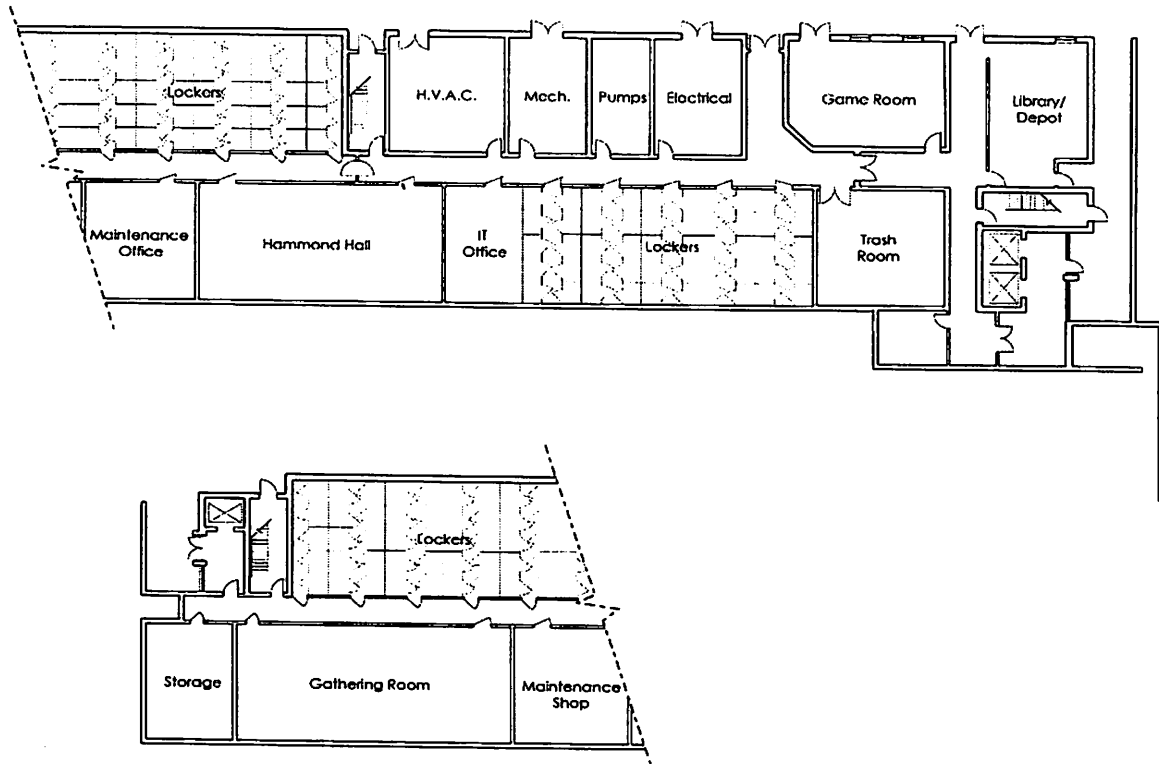 Lockers
H.V.A.C.
Mech.
Pumps
Electrical
Game Room
Library/
Depot
Maintenance
Office
Hammond Hall
IT
Office
Lockers
Trash
Room
Lockers
Storage
Gathering Room
Maintenance
Shop